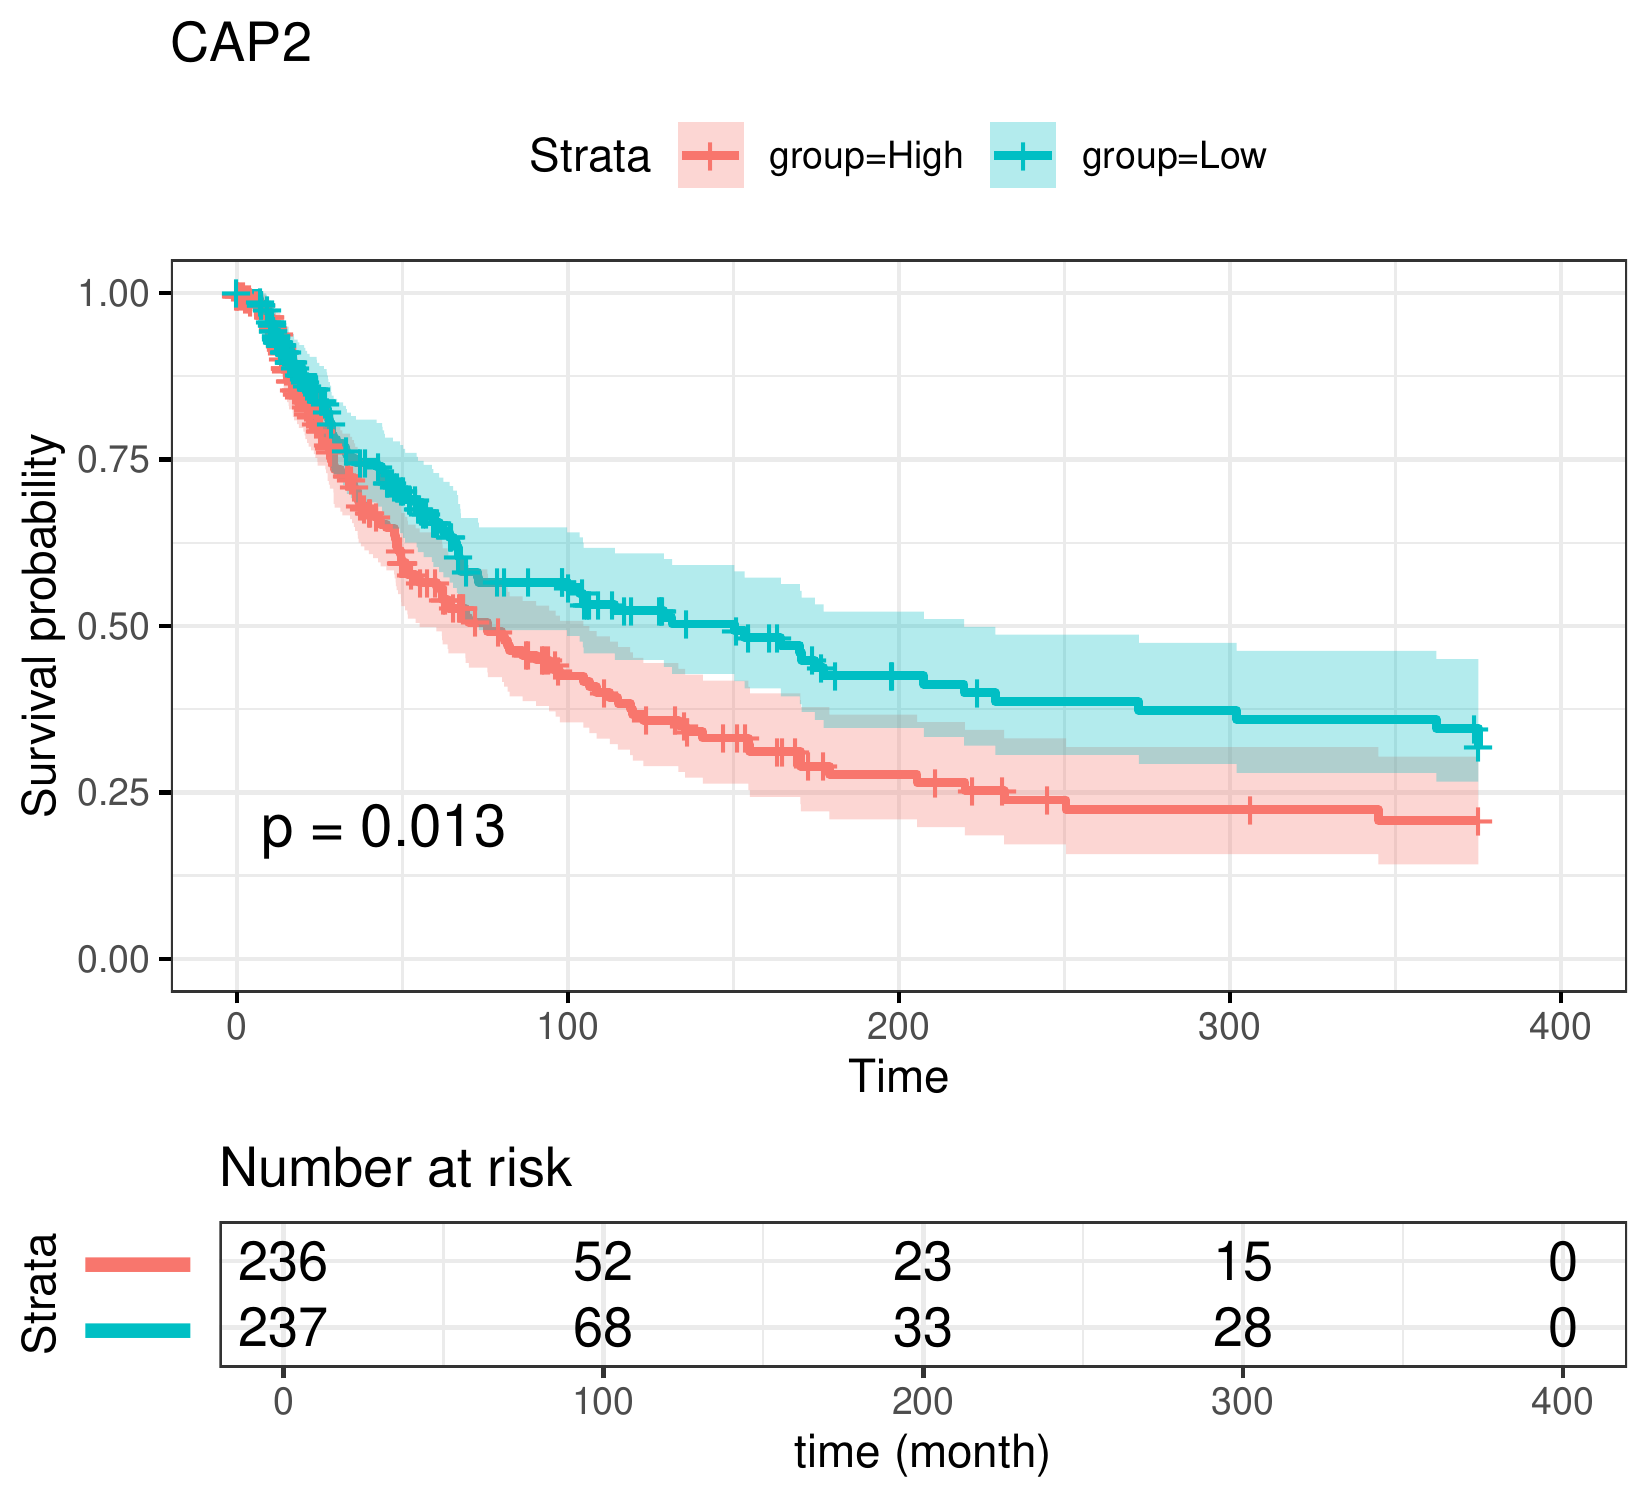 CAP2
Strata group=High group=Low
Survival probability
1.00
0.75
0.50
0.25
0.00
p = 0.013
0 100 200 300 400
Time
Number at risk
Strata
236 52 23 15 0
237 68 33 28 0
0 100 200 300 400
time (month)